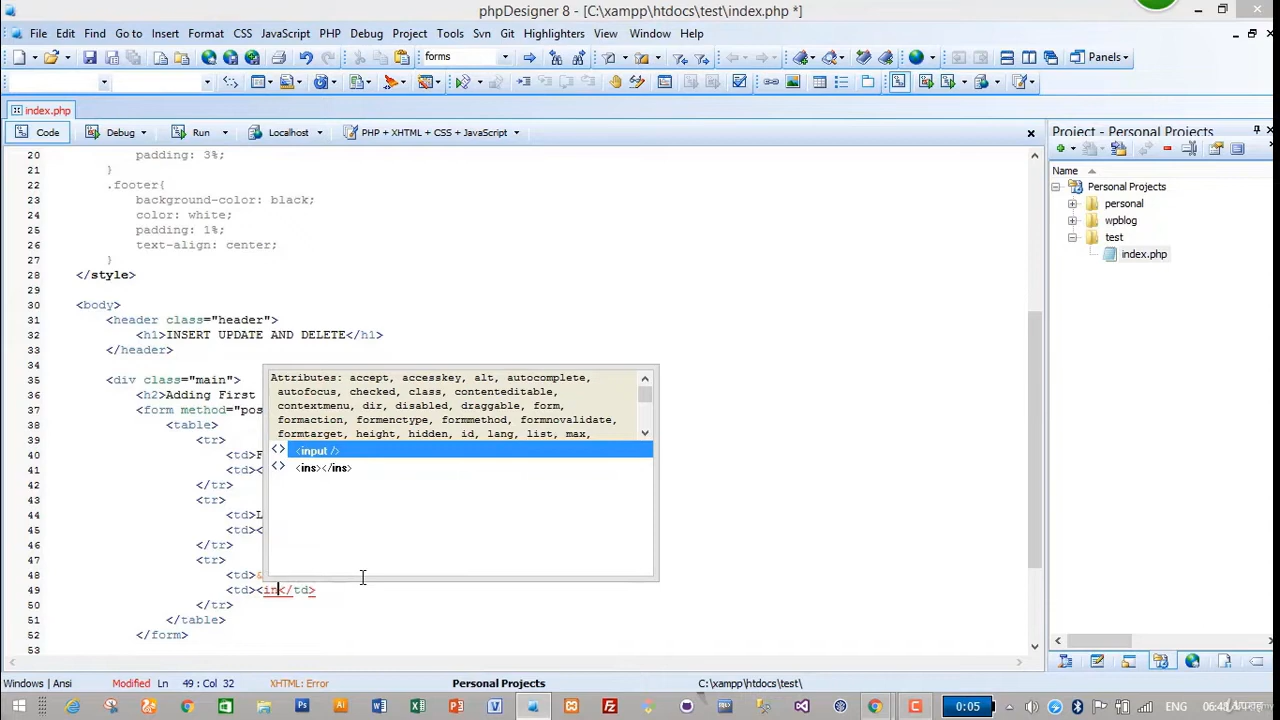 phpDesigner 8 - [C:\xampp\htdocs\test\index.php *]
File Edit Find Go to Insert Format CSS JavaScript PHP Debug Project Tools Svn Git Highlighters View Window Help
forms
Panels
index.php
Code Debug Run Localhost PHP + XHTML + CSS + JavaScript
Project - Personal Projects
Name
Personal Projects
personal
wpblog
test
index.php
20 padding: 3%;
21 }
22 .footer{
23 background-color: black;
24 color: white;
25 padding: 1%;
26 text-align: center;
27 }
28 </style>
29
30 <body>
31 <header class="header">
32 <h1>INSERT UPDATE AND DELETE</h1>
33 </header>
34
35 <div class="main">
36 <h2>Adding First
37 <form method="pos
38 <table>
39 <tr>
40 <td>F
41 <td><
42 </tr>
43 <tr>
44 <td>L
45 <td><
46 </tr>
47 <tr>
48 <td>&
49 <td><in</td>
50 </tr>
51 </table>
52 </form>
53
Attributes: accept, accesskey, alt, autocomplete,
autofocus, checked, class, contenteditable,
contextmenu, dir, disabled, draggable, form,
formaction, formenctype, formmethod, formnovalidate,
formtarget, height, hidden, id, lang, list, max,
<> <input />
<> <ins></ins>
Windows | Ansi Modified Ln 49 : Col 32 XHTML: Error Personal Projects C:\xampp\htdocs\test\
0:05 ENG